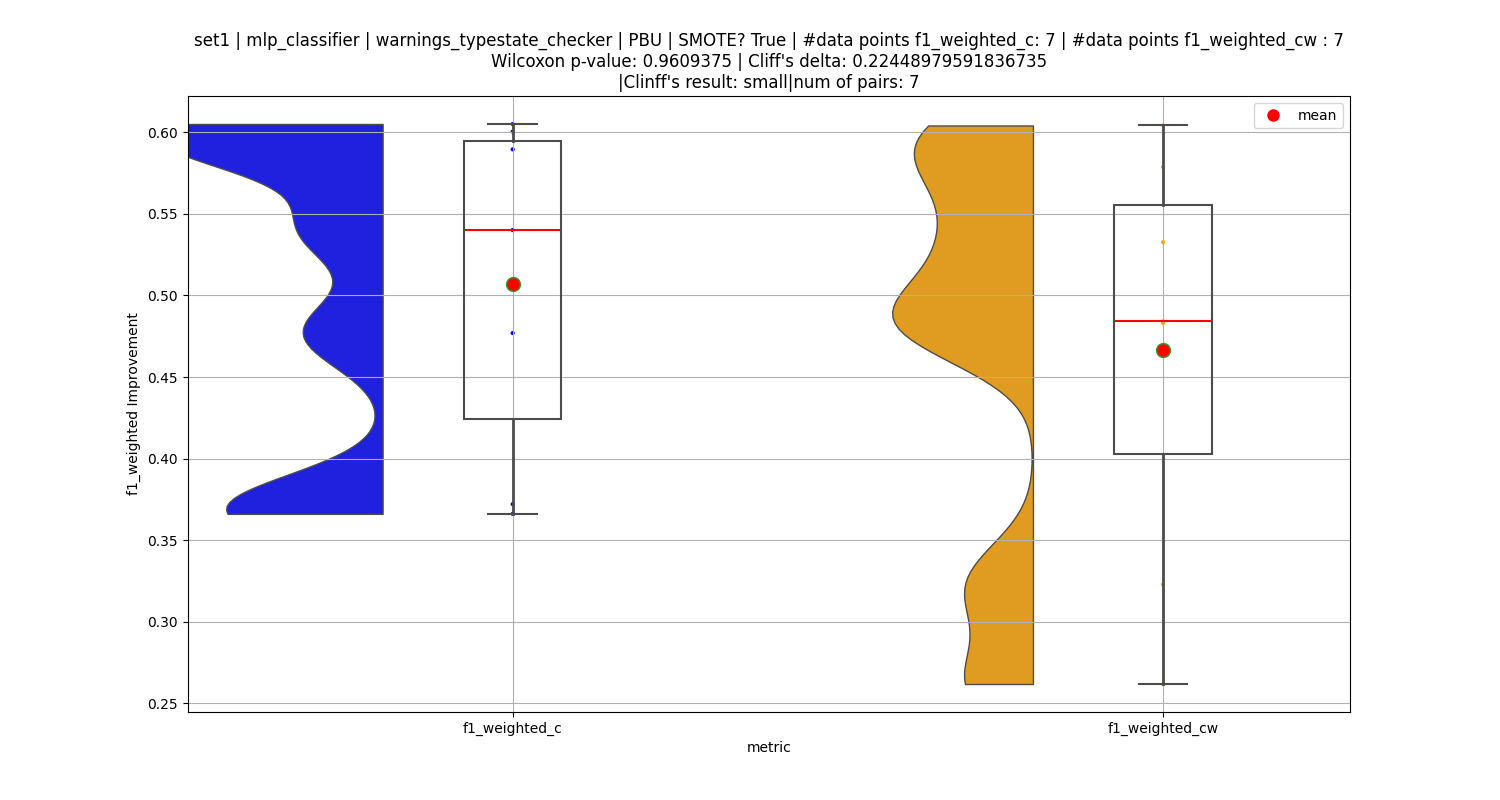 set1 | mlp_classifier | warnings_typestate_checker | PBU | SMOTE? True | #data points f1_weighted_c: 7 | #data points f1_weighted_cw : 7
Wilcoxon p-value: 0.9609375 | Cliff's delta: 0.22448979591836735
|Clinff's result: small|num of pairs: 7
mean
0.60
0.55
0.50
0.45
0.40
0.35
0.30
0.25
f1_weighted Improvement
f1_weighted_c
f1_weighted_cw
metric